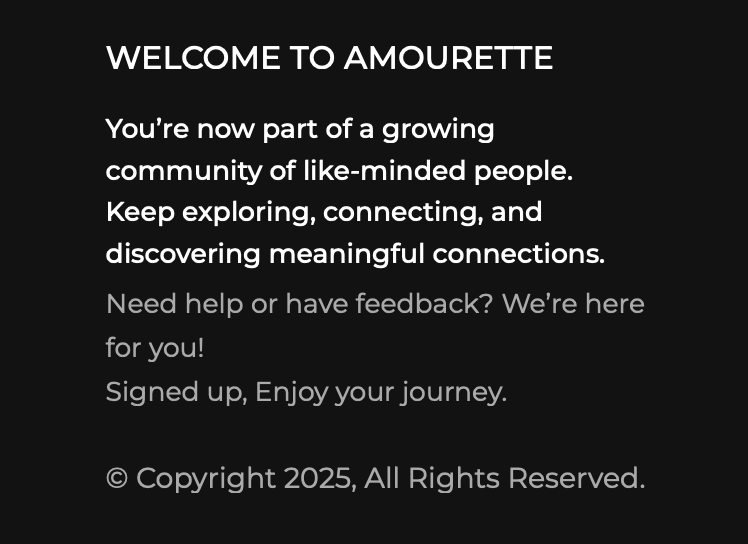 WELCOME TO AMOURETTE
You’re now part of a growing
community of like-minded people.
Keep exploring, connecting, and
discovering meaningful connections.
Need help or have feedback? We’re here
for you!
Signed up, Enjoy your journey.
© Copyright 2025, All Rights Reserved.